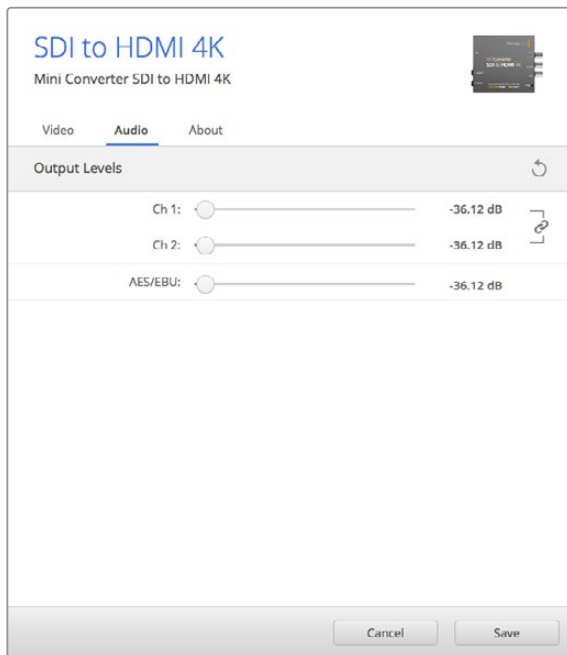 SDI to HDMI 4K
Mini Converter SDI to HDMI 4K
Video Audio About
Output Levels
Ch 1: -36.12 dB
Ch 2: -36.12 dB
AES/EBU: -36.12 dB
Cancel Save